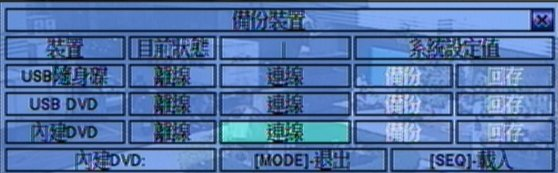 備份裝置
裝置 目前狀態 | 系統設定值
USB隨身碟 離線 連線 備份 回存
USB DVD 離線 連線 備份 回存
內建DVD 離線 連線 備份 回存
內建DVD: [MODE]-退出 [SEQ]-載入